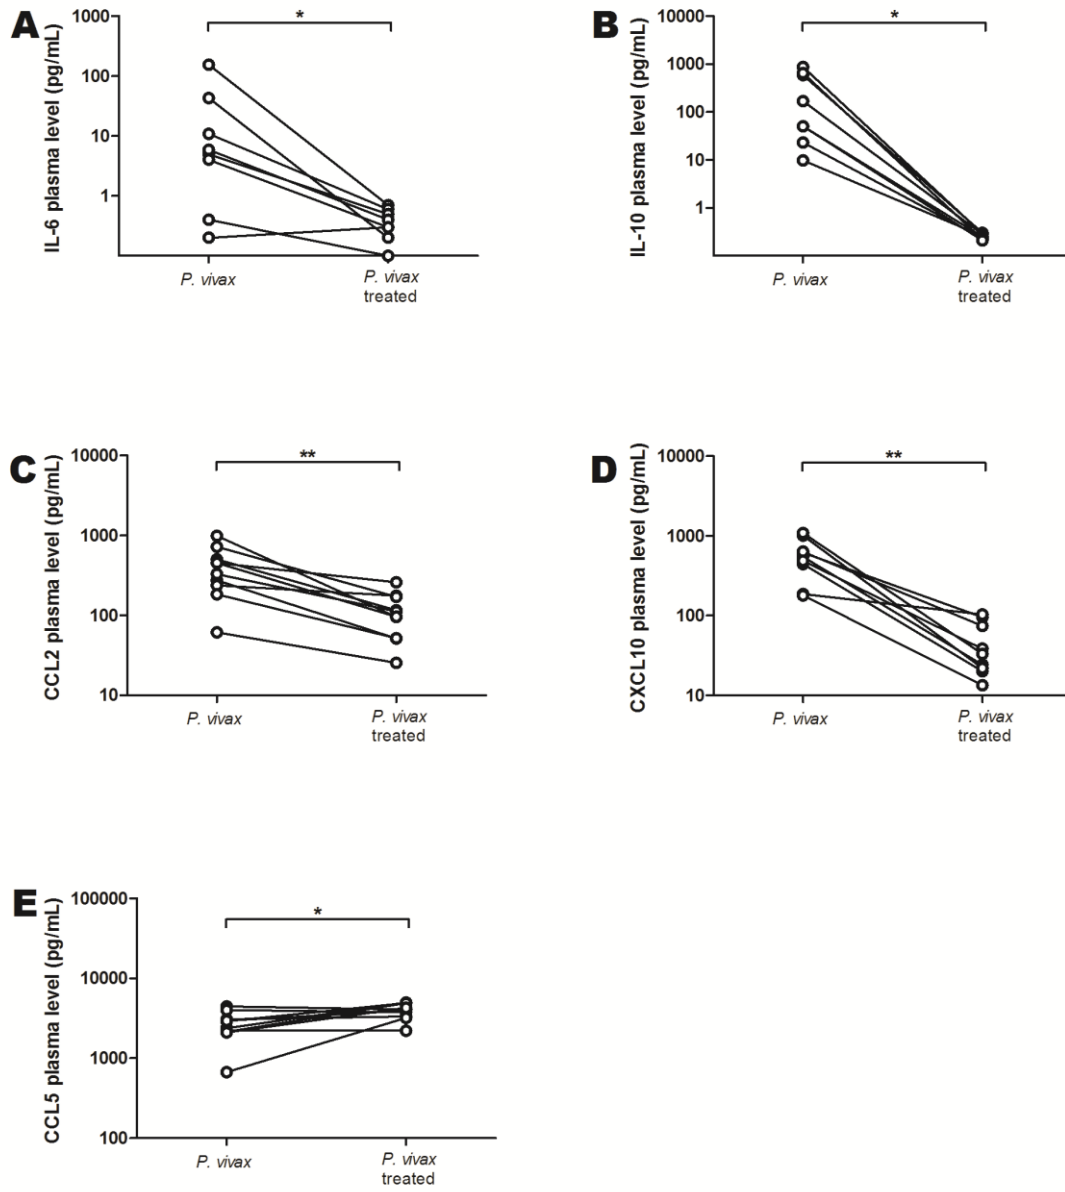 A
IL-6 plasma level (pg/mL)
1000
100
10
1
*
P. vivax
P. vivax
treated
B
IL-10 plasma level (pg/mL)
10000
1000
100
10
1
*
P. vivax
P. vivax
treated
C
CCL2 plasma level (pg/mL)
10000
1000
100
10
**
P. vivax
P. vivax
treated
D
CXCL10 plasma level (pg/mL)
10000
1000
100
10
**
P. vivax
P. vivax
treated
E
CCL5 plasma level (pg/mL)
100000
10000
1000
100
*
P. vivax
P. vivax
treated